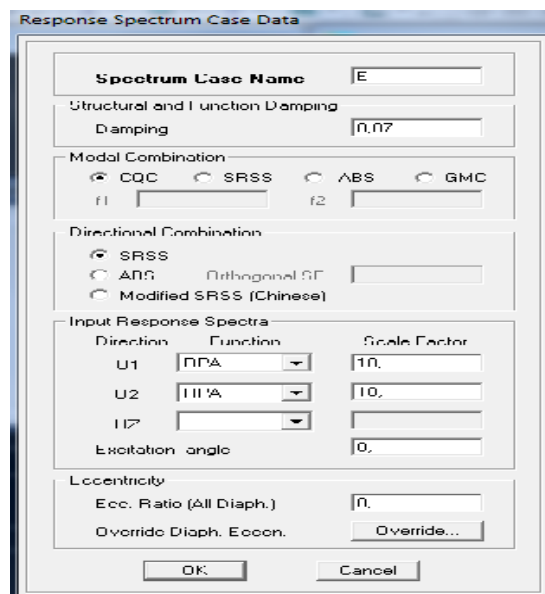 Response Spectrum Case Data
Spectrum Case Name E
Structural and Function Damping
Damping 0,07
Modal Combination
CQC SRSS ABS GMC
f1 f2
Directional Combination
SRSS
ABS Orthogonal SF
Modified SRSS (Chinese)
Input Response Spectra
Direction Function Scale Factor
U1 RPA 10,
U2 RPA 10,
UZ
Excitation angle 0,
Eccentricity
Ecc. Ratio (All Diaph.) 0,
Override Diaph. Eccen. Override...
OK Cancel